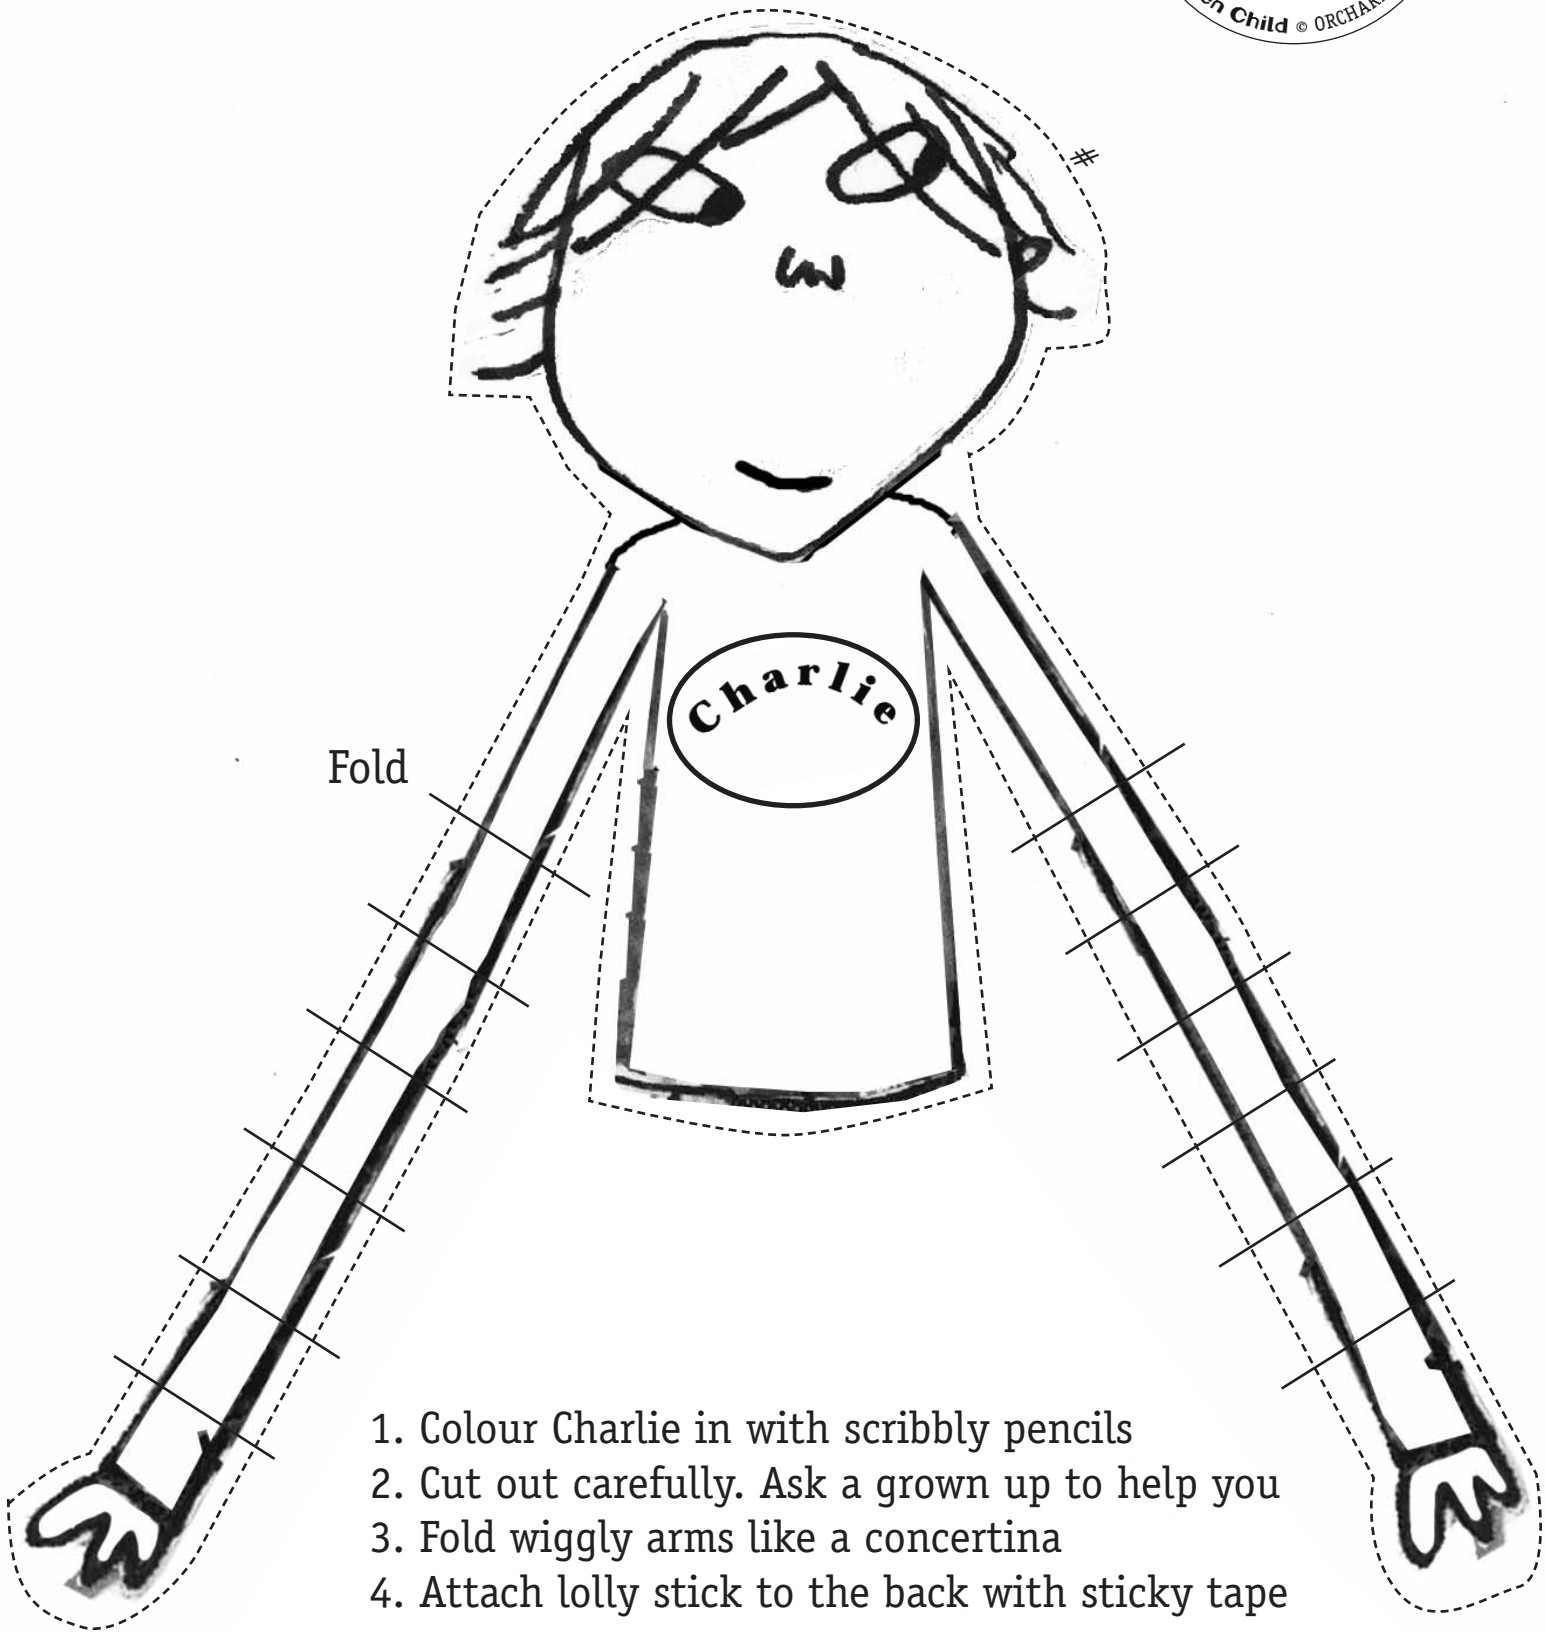 Child © ORCHAR
Charlie
Fold
1. Colour Charlie in with scribbly pencils
2. Cut out carefully. Ask a grown up to help you
3. Fold wiggly arms like a concertina
4. Attach lolly stick to the back with sticky tape